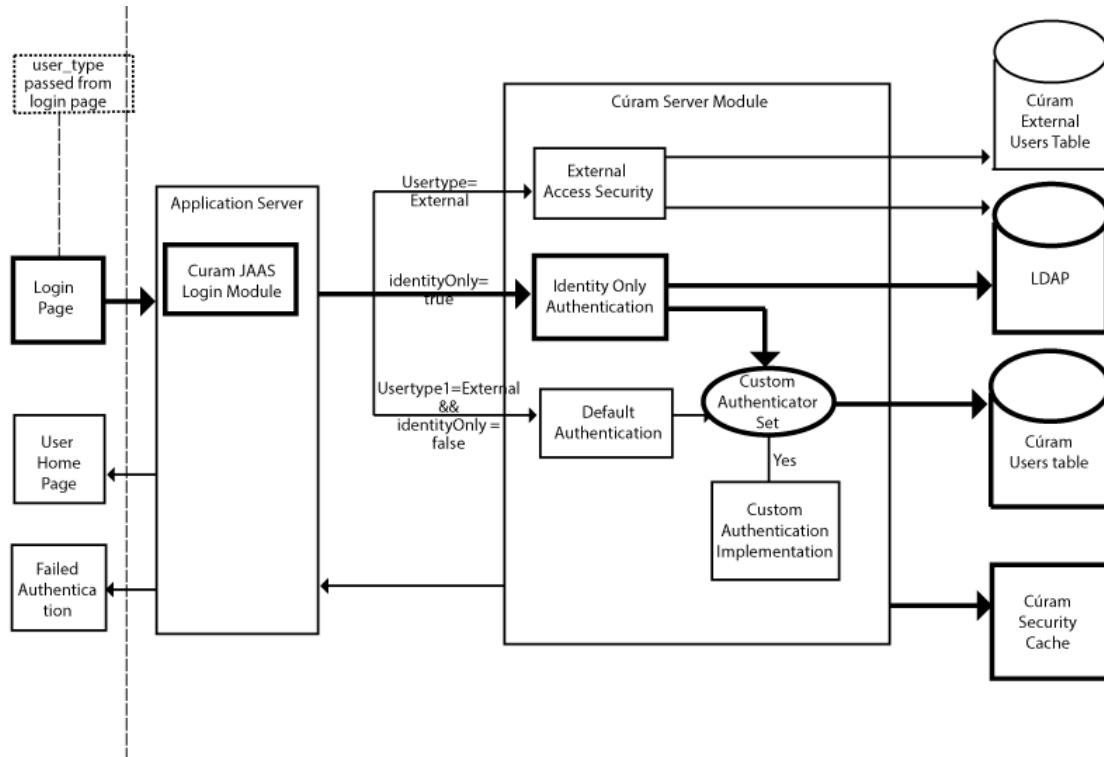 user_type
passed from
login page
Cúram Server Module
Cúram
External
Users Table
External
Access Security
Usertype=
External
Application Server
Curam JAAS
Login Module
Login
Page
identityOnly=
true
Identity Only
Authentication
LDAP
Usertype1=External
&&
identityOnly =
false
Default
Authentication
Custom
Authenticator
Set
Cúram
Users table
User
Home
Page
Yes
Custom
Authentication
Implementation
Failed
Authentica
tion
Cúram
Security
Cache